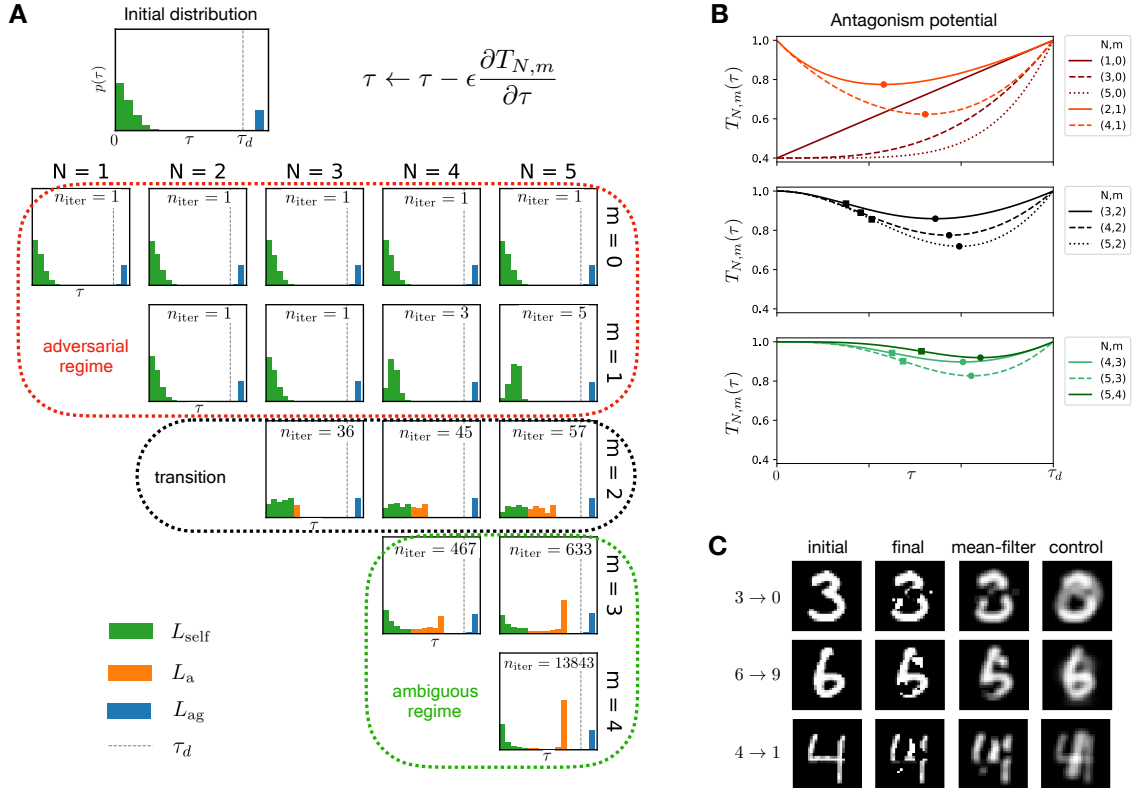 A
Initial distribution
p(τ)
0
τ
τ_d
τ ← τ − ϵ ∂T_{N,m} / ∂τ
N = 1
N = 2
N = 3
N = 4
N = 5
n_iter = 1
n_iter = 1
n_iter = 1
n_iter = 1
n_iter = 1
m = 0
τ
adversarial
regime
n_iter = 1
n_iter = 1
n_iter = 3
n_iter = 5
m = 1
τ
transition
n_iter = 36
n_iter = 45
n_iter = 57
m = 2
τ
n_iter = 467
n_iter = 633
m = 3
τ
ambiguous
regime
n_iter = 13843
m = 4
τ
L_self
L_a
L_ag
τ_d
B
Antagonism potential
T_{N,m}(τ)
1.0
0.8
0.6
0.4
N,m
(1,0)
(3,0)
(5,0)
(2,1)
(4,1)
T_{N,m}(τ)
1.0
0.8
0.6
0.4
N,m
(3,2)
(4,2)
(5,2)
T_{N,m}(τ)
1.0
0.8
0.6
0.4
N,m
(4,3)
(5,3)
(5,4)
0
τ
τ_d
C
initial
final
mean-filter
control
3 → 0
6 → 9
4 → 1